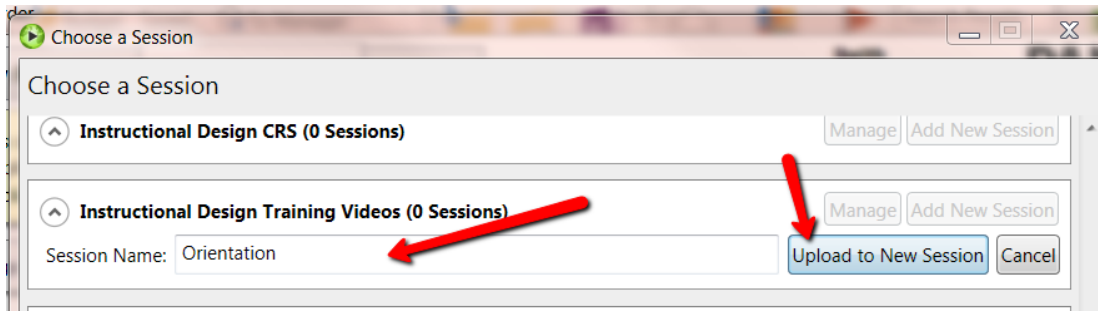 Choose a Session
Choose a Session
Instructional Design CRS (0 Sessions) Manage Add New Session
Instructional Design Training Videos (0 Sessions) Manage Add New Session
Session Name: Orientation Upload to New Session Cancel